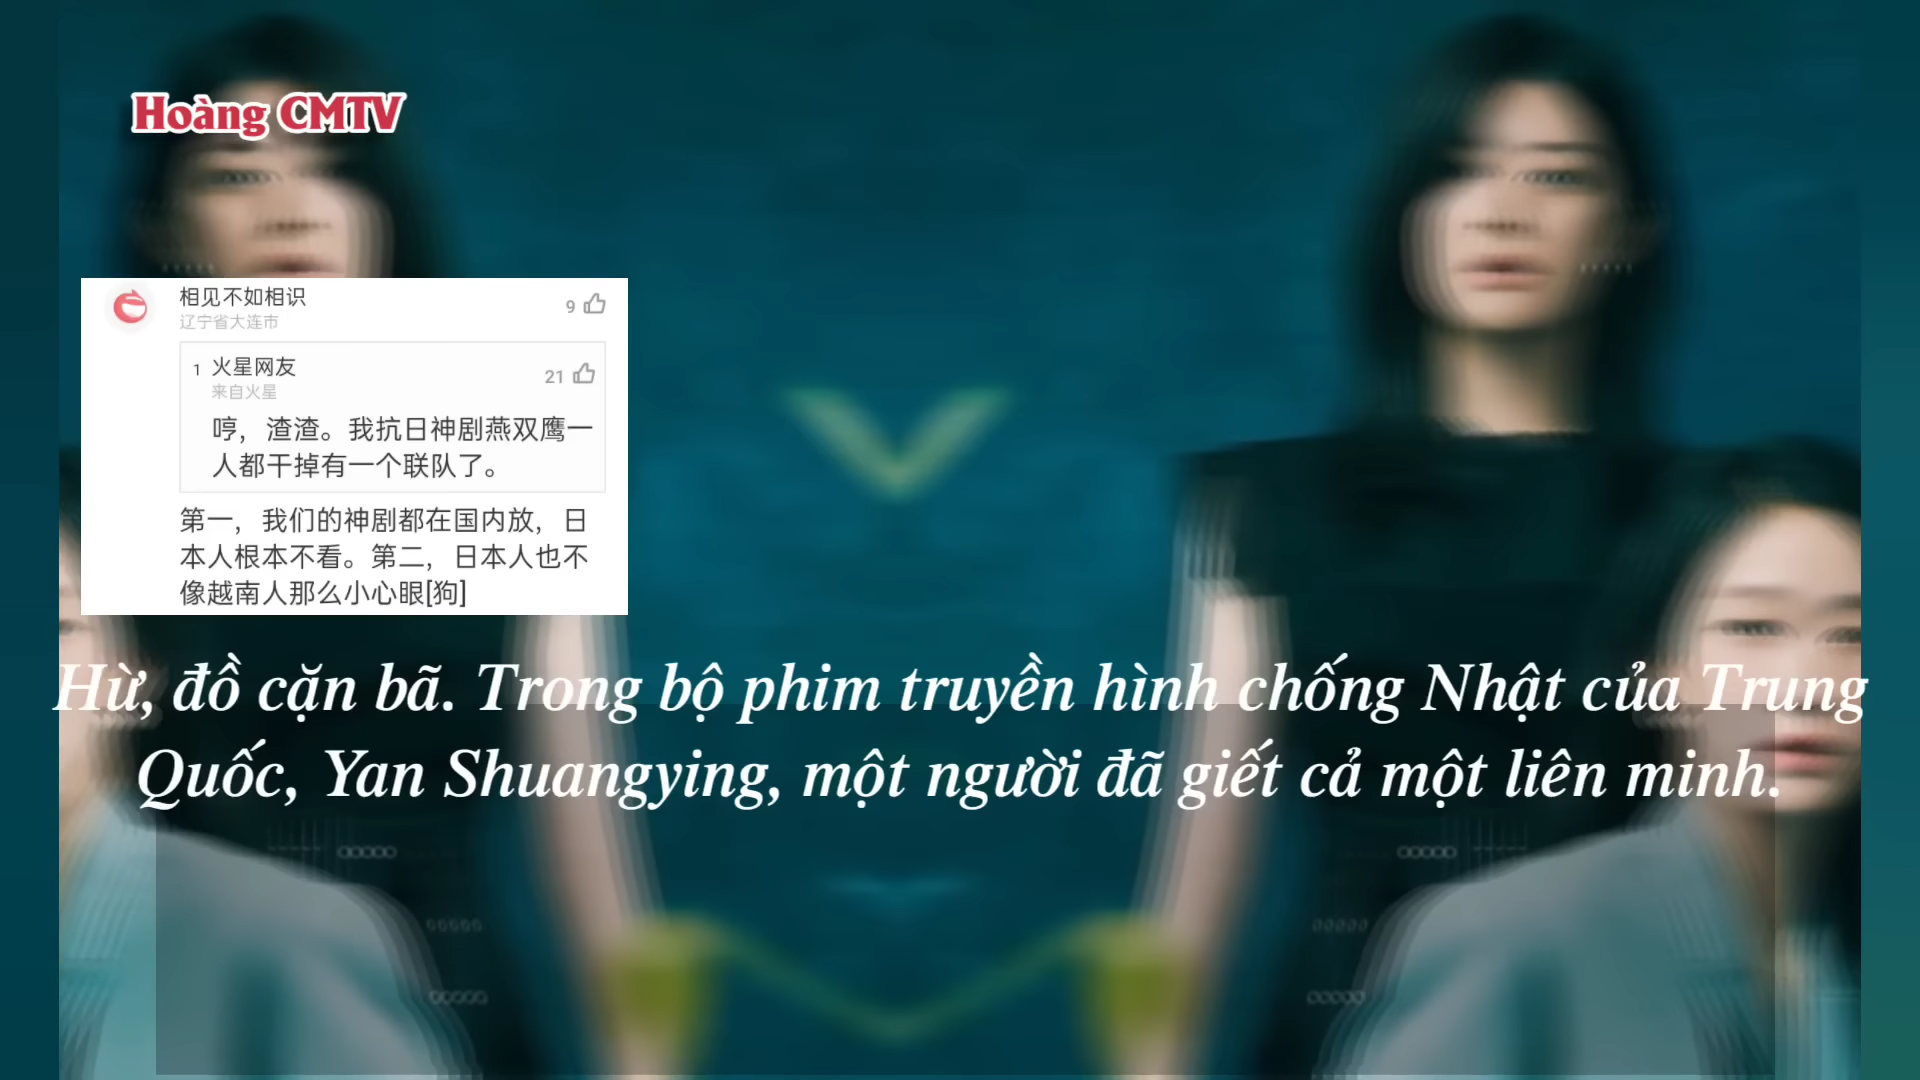 Hoàng CMTV
相见不如相识
9
辽宁省大连市
1 火星网友
21
来自火星
哼，渣渣。我抗日神剧燕双鹰一
人都干掉有一个联队了。
第一，我们的神剧都在国内放，日
本人根本不看。第二，日本人也不
像越南人那么小心眼[狗]
Hừ, đồ cặn bã. Trong bộ phim truyền hình chống Nhật của Trung
Quốc, Yan Shuangying, một người đã giết cả một liên minh.